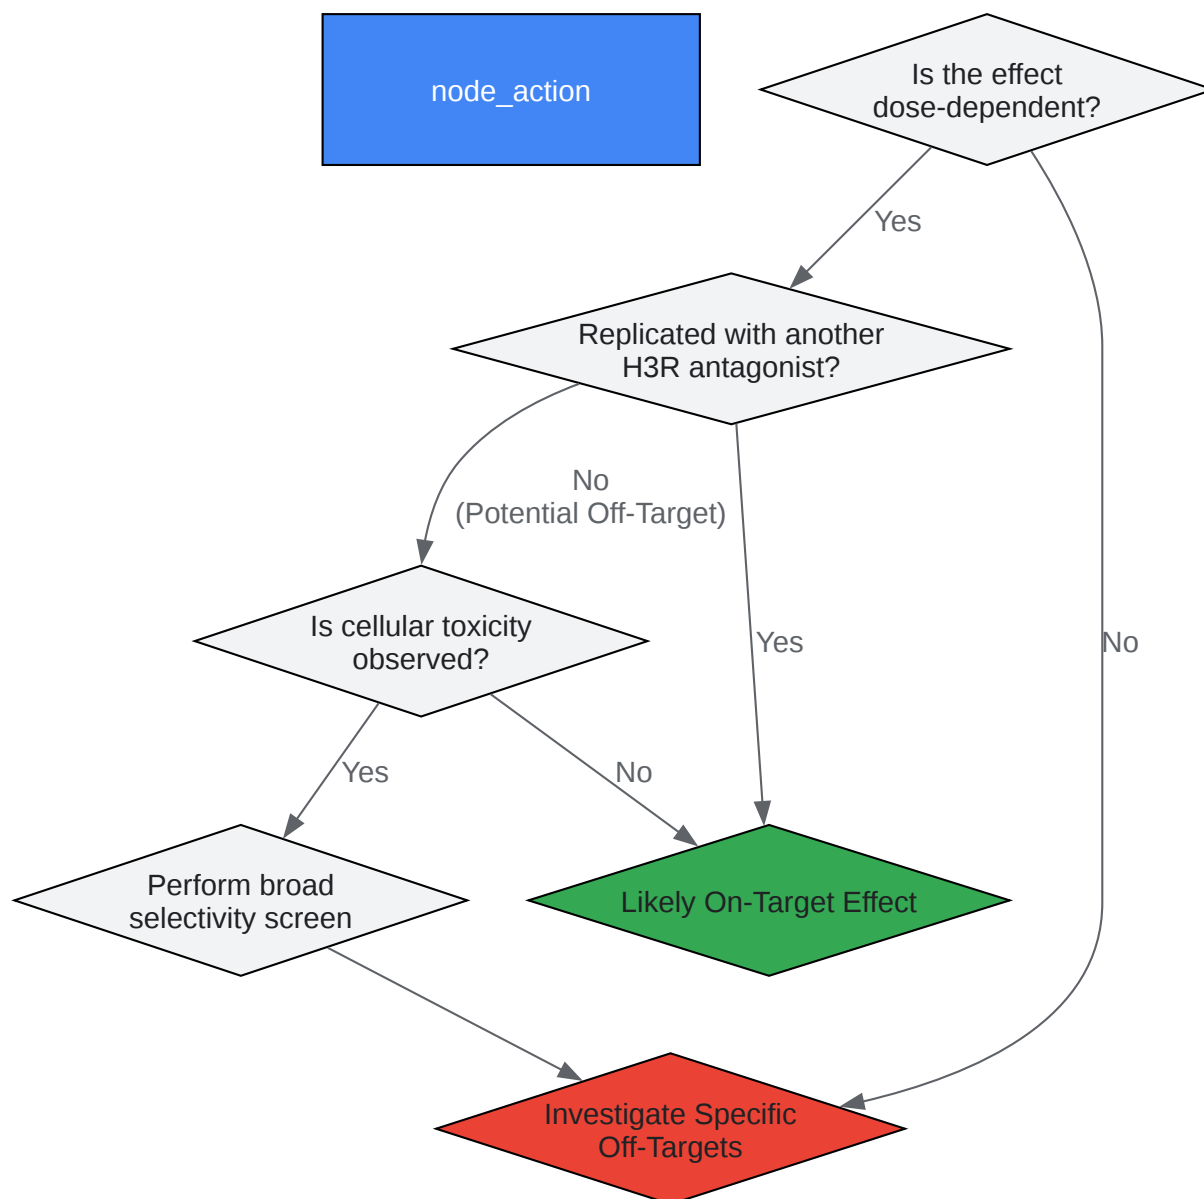 node_action
Is the effect
dose-dependent?
Yes
Replicated with another
H3R antagonist?
No
(Potential Off-Target)
Is cellular toxicity
observed?
Yes
No
Yes
No
Perform broad
selectivity screen
Likely On-Target Effect
Investigate Specific
Off-Targets